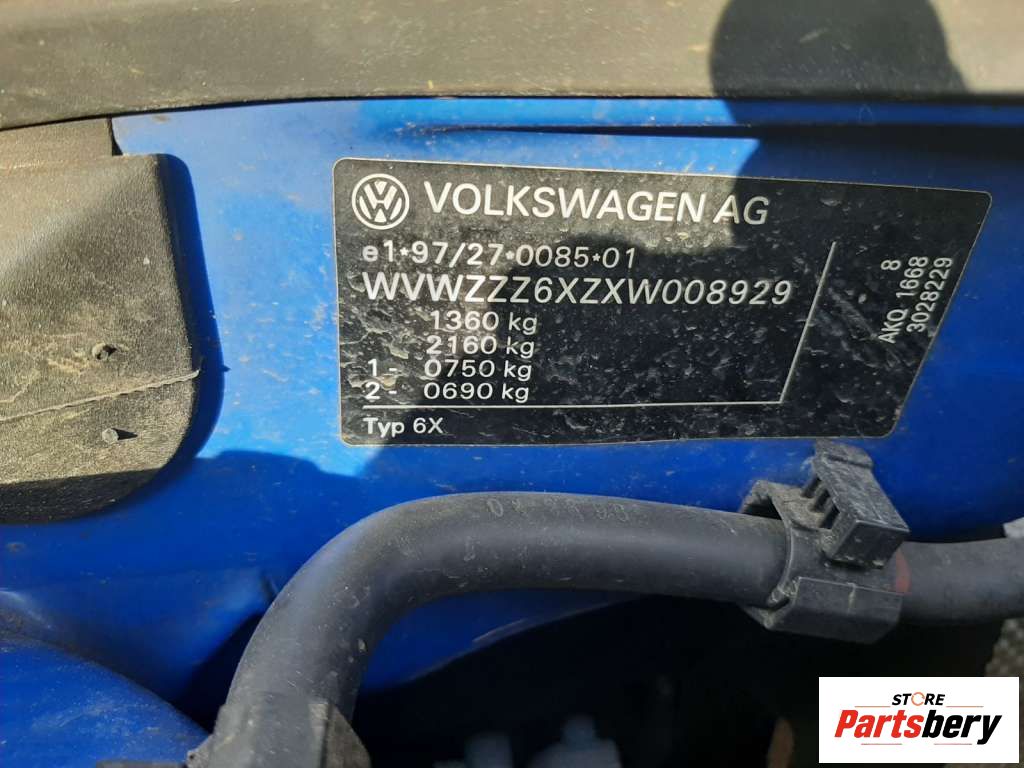 VOLKSWAGEN AG
e1*97/27*0085*01
WVWZZZ6XZXW008929
1360 kg
2160 kg
1- 0750 kg
2- 0690 kg
Typ 6X
AKQ 1668 8
3028229
STORE
Partsbery